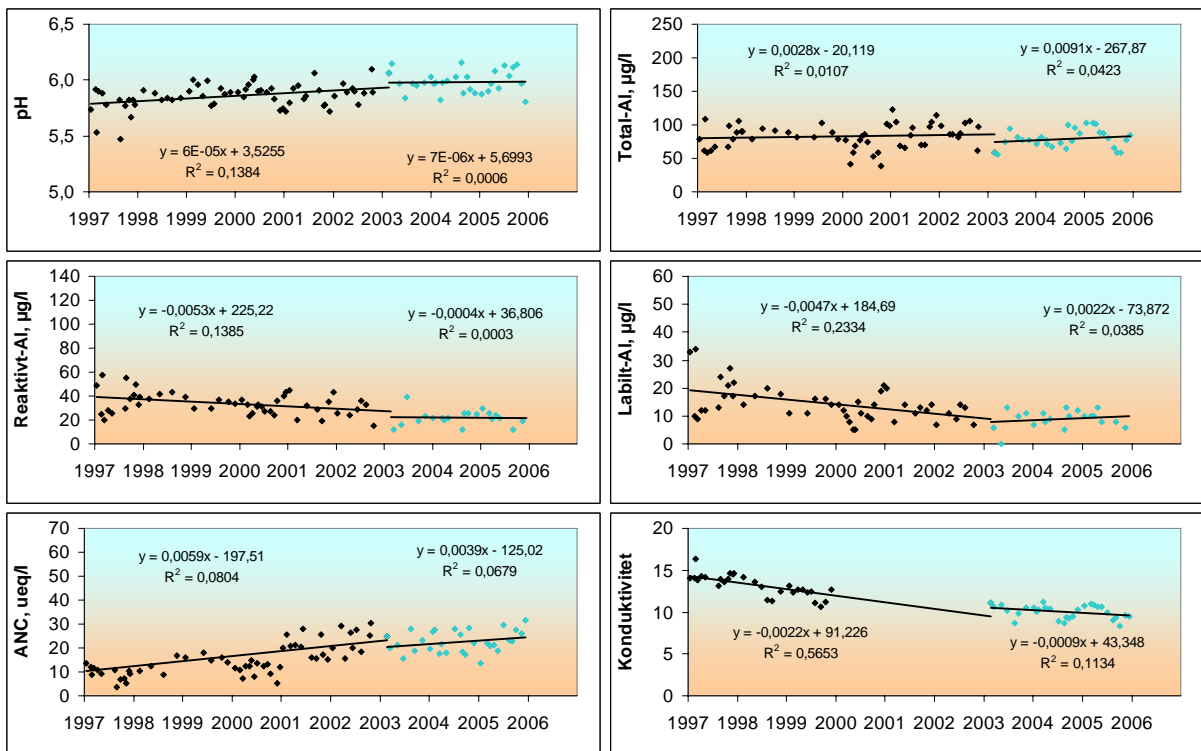 pH
6,5
6,0
5,5
5,0
y = 6E-05x + 3,5255
R² = 0,1384
y = 7E-06x + 5,6993
R² = 0,0006
1997 1998 1999 2000 2001 2002 2003 2004 2005 2006
Total-Al, µg/l
250
200
150
100
50
0
y = 0,0028x - 20,119
R² = 0,0107
y = 0,0091x - 267,87
R² = 0,0423
1997 1998 1999 2000 2001 2002 2003 2004 2005 2006
Reaktivt-Al, µg/l
140
120
100
80
60
40
20
0
y = -0,0053x + 225,22
R² = 0,1385
y = -0,0004x + 36,806
R² = 0,0003
1997 1998 1999 2000 2001 2002 2003 2004 2005 2006
Labilt-Al, µg/l
60
50
40
30
20
10
0
y = -0,0047x + 184,69
R² = 0,2334
y = 0,0022x - 73,872
R² = 0,0385
1997 1998 1999 2000 2001 2002 2003 2004 2005 2006
ANC, ueq/l
70
60
50
40
30
20
10
0
y = 0,0059x - 197,51
R² = 0,0804
y = 0,0039x - 125,02
R² = 0,0679
1997 1998 1999 2000 2001 2002 2003 2004 2005 2006
Konduktivitet
20
15
10
5
0
y = -0,0022x + 91,226
R² = 0,5653
y = -0,0009x + 43,348
R² = 0,1134
1997 1998 1999 2000 2001 2002 2003 2004 2005 2006